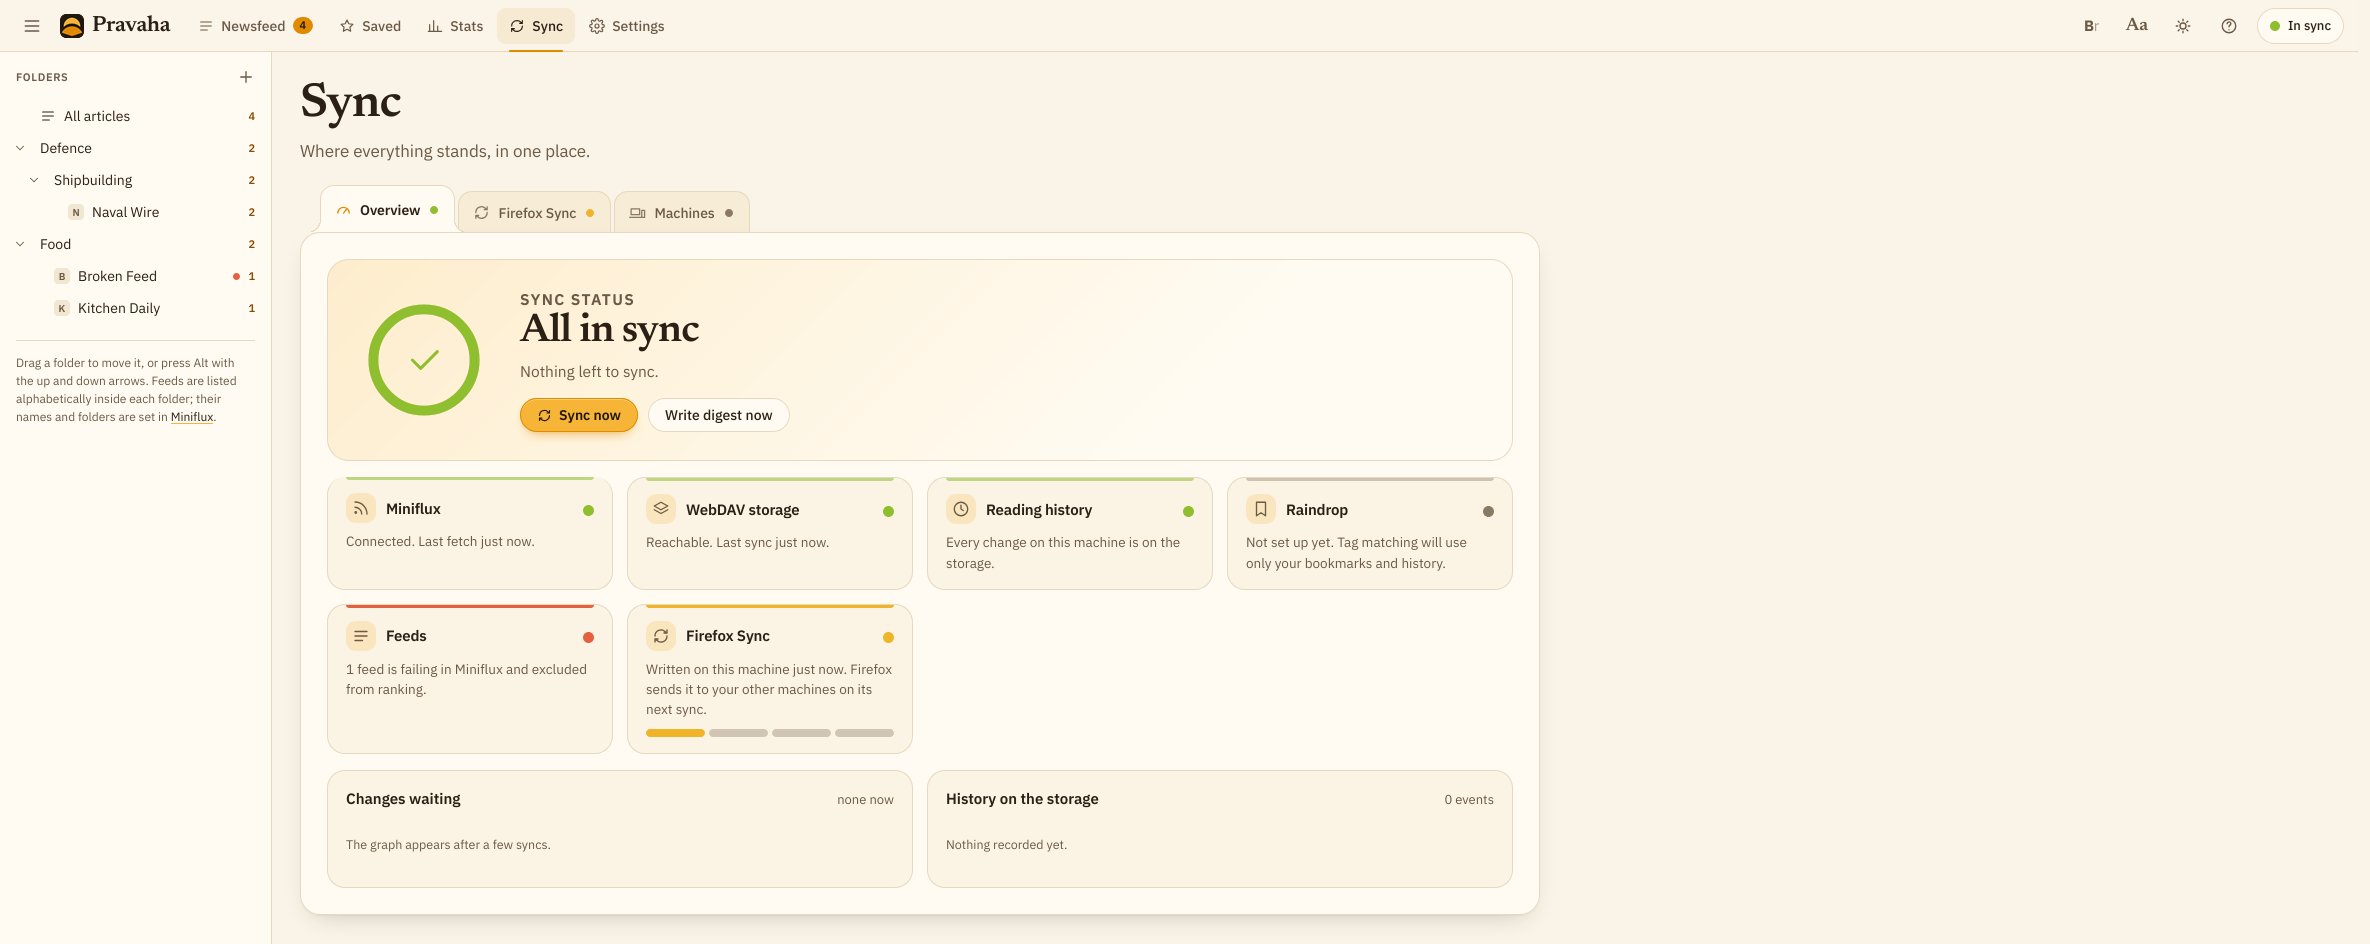 Pravaha
Newsfeed 4
Saved
Stats
Sync
Settings
Br
Aa
In sync
FOLDERS
All articles 4
Defence 2
Shipbuilding 2
N Naval Wire 2
Food 2
B Broken Feed 1
K Kitchen Daily 1
Drag a folder to move it, or press Alt with
the up and down arrows. Feeds are listed
alphabetically inside each folder; their
names and folders are set in Miniflux.
Sync
Where everything stands, in one place.
Overview
Firefox Sync
Machines
SYNC STATUS
All in sync
Nothing left to sync.
Sync now
Write digest now
Miniflux
Connected. Last fetch just now.
WebDAV storage
Reachable. Last sync just now.
Reading history
Every change on this machine is on the
storage.
Raindrop
Not set up yet. Tag matching will use
only your bookmarks and history.
Feeds
1 feed is failing in Miniflux and excluded
from ranking.
Firefox Sync
Written on this machine just now. Firefox
sends it to your other machines on its
next sync.
Changes waiting
none now
The graph appears after a few syncs.
History on the storage
0 events
Nothing recorded yet.